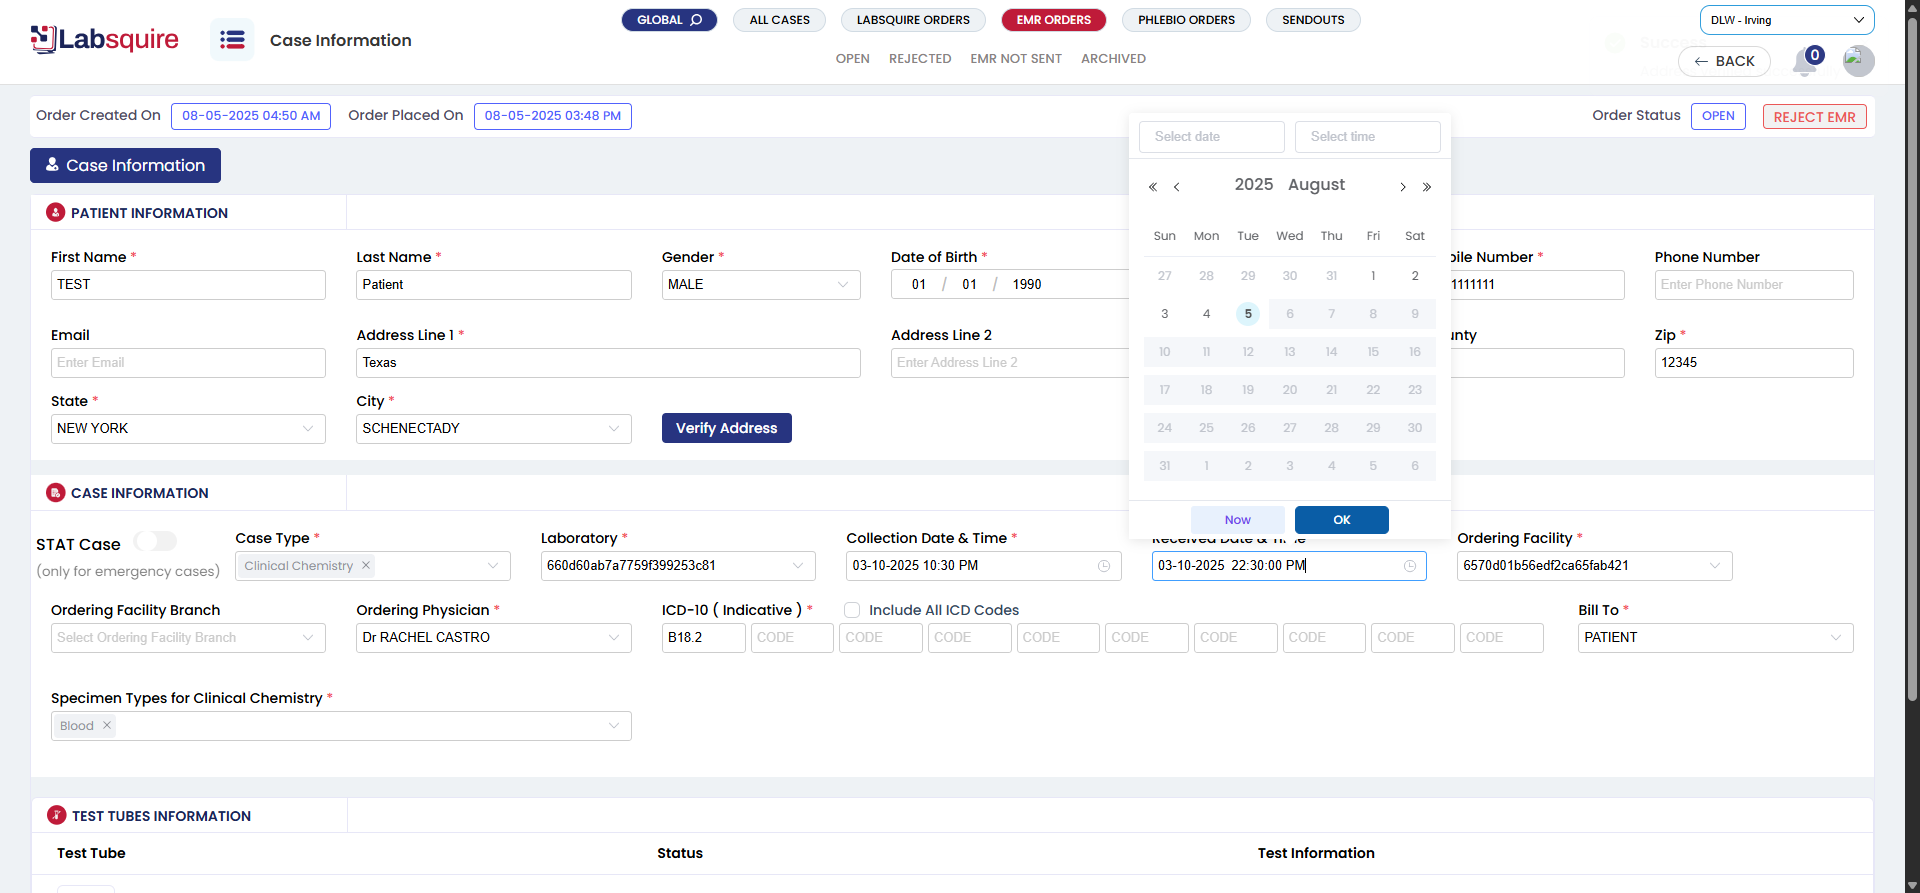 GLOBAL
ALL CASES
LABSQUIRE ORDERS
EMR ORDERS
PHLEBIO ORDERS
SENDOUTS
DLW - Irving
Labsquire
Case Information
OPEN
REJECTED
EMR NOT SENT
ARCHIVED
BACK
0
Order Created On
08-05-2025 04:50 AM
Order Placed On
08-05-2025 03:48 PM
Order Status
OPEN
REJECT EMR
Case Information
PATIENT INFORMATION
First Name *
Last Name *
Gender *
Date of Birth *
bile Number *
Phone Number
TEST
Patient
MALE
01 / 01 / 1990
1111111
Enter Phone Number
Email
Address Line 1 *
Address Line 2
unty
Zip *
Enter Email
Texas
Enter Address Line 2
12345
State *
City *
NEW YORK
SCHENECTADY
Verify Address
Select date
Select time
2025 August
Sun Mon Tue Wed Thu Fri Sat
27 28 29 30 31 1 2
3 4 5 6 7 8 9
10 11 12 13 14 15 16
17 18 19 20 21 22 23
24 25 26 27 28 29 30
31 1 2 3 4 5 6
Now
OK
CASE INFORMATION
STAT Case
(only for emergency cases)
Case Type *
Laboratory *
Collection Date & Time *
Received Date & Time
Ordering Facility *
Clinical Chemistry ×
660d60ab7a7759f399253c81
03-10-2025 10:30 PM
03-10-2025 22:30:00 PM
6570d01b56edf2ca65fab421
Ordering Facility Branch
Ordering Physician *
ICD-10 ( Indicative ) *
Include All ICD Codes
Bill To *
Select Ordering Facility Branch
Dr RACHEL CASTRO
B18.2
CODE
CODE
CODE
CODE
CODE
CODE
CODE
CODE
CODE
PATIENT
Specimen Types for Clinical Chemistry *
Blood ×
TEST TUBES INFORMATION
Test Tube
Status
Test Information